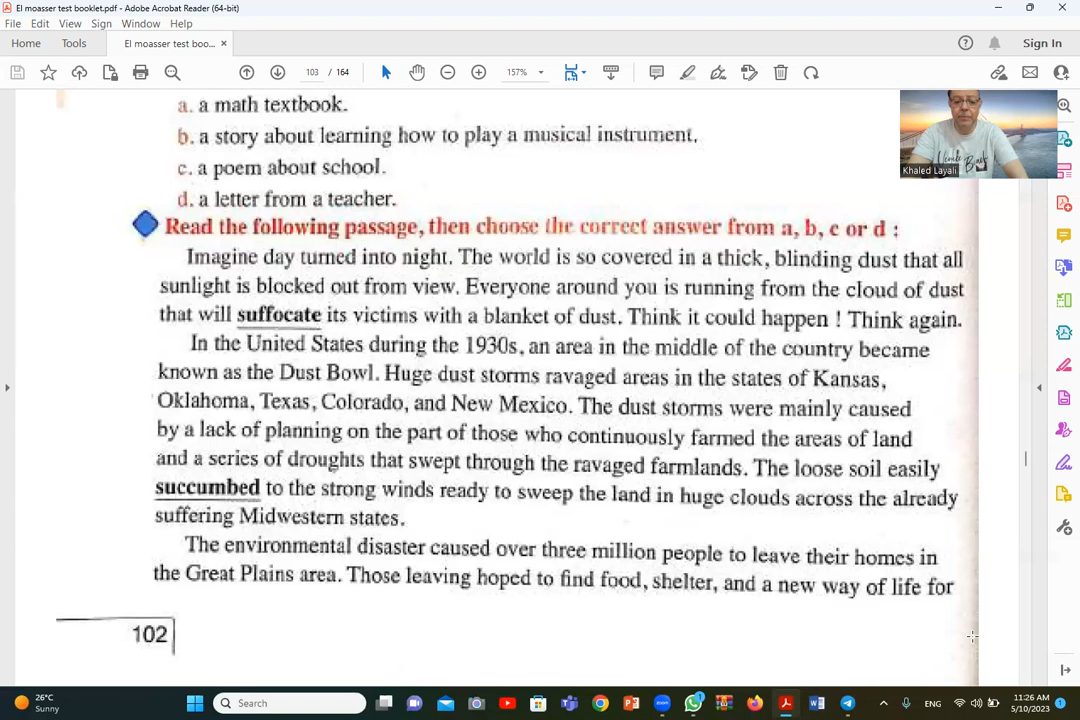 El moasser test booklet.pdf - Adobe Acrobat Reader (64-bit)
File Edit View Sign Window Help
Home Tools El moasser test boo... × Sign In
103 / 164 157%
a. a math textbook.
b. a story about learning how to play a musical instrument.
c. a poem about school.
d. a letter from a teacher.
Khaled Layali
Read the following passage, then choose the correct answer from a, b, c or d :
Imagine day turned into night. The world is so covered in a thick, blinding dust that all
sunlight is blocked out from view. Everyone around you is running from the cloud of dust
that will suffocate its victims with a blanket of dust. Think it could happen ! Think again.
In the United States during the 1930s, an area in the middle of the country became
known as the Dust Bowl. Huge dust storms ravaged areas in the states of Kansas,
Oklahoma, Texas, Colorado, and New Mexico. The dust storms were mainly caused
by a lack of planning on the part of those who continuously farmed the areas of land
and a series of droughts that swept through the ravaged farmlands. The loose soil easily
succumbed to the strong winds ready to sweep the land in huge clouds across the already
suffering Midwestern states.
The environmental disaster caused over three million people to leave their homes in
the Great Plains area. Those leaving hoped to find food, shelter, and a new way of life for
102
26°C
Sunny
Search
ENG
11:26 AM
5/10/2023